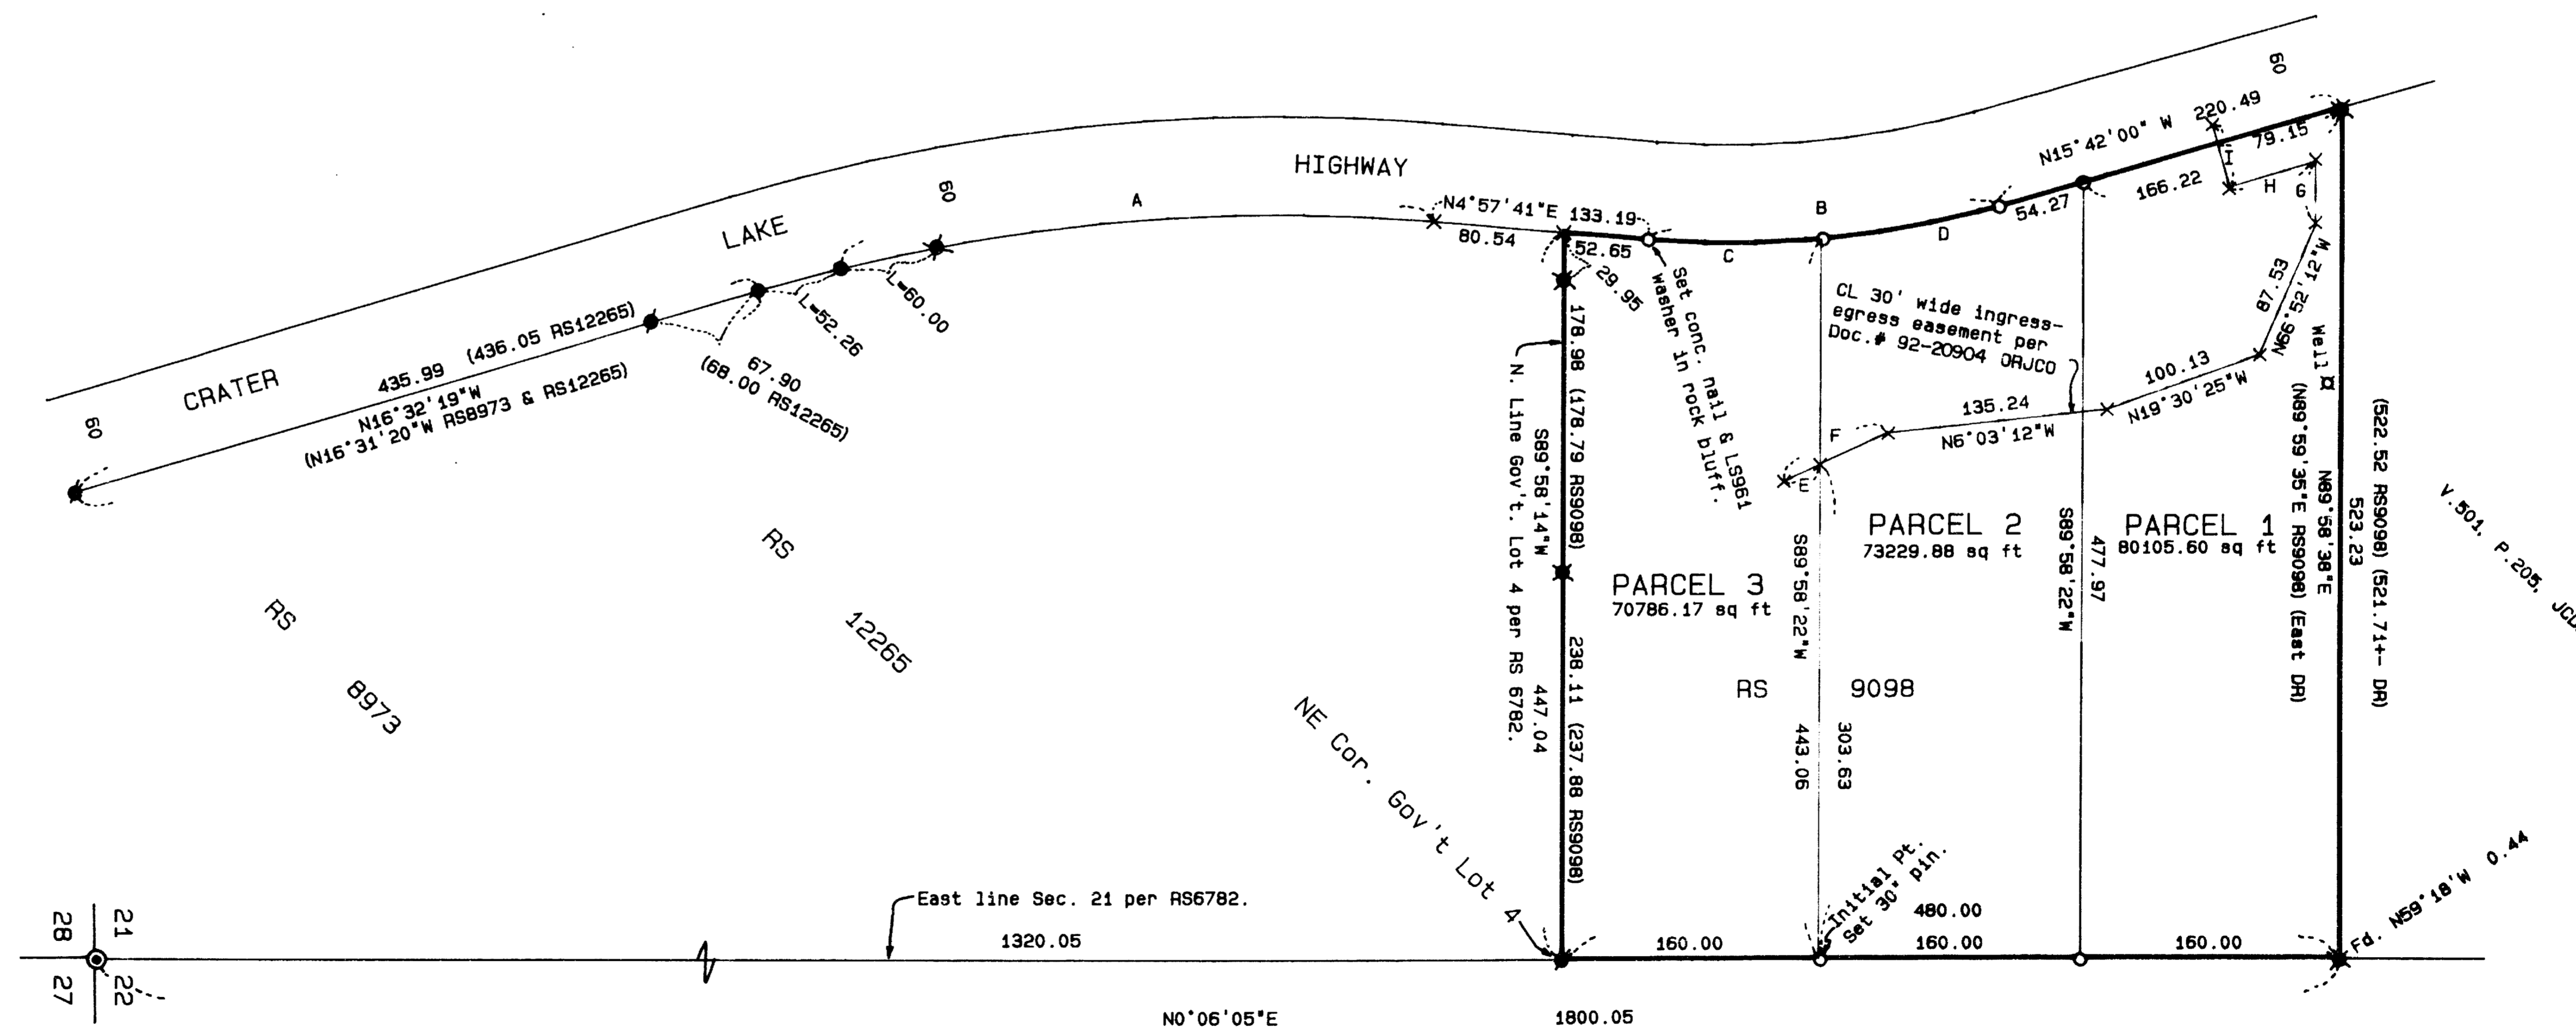 60
CRATER
LAKE
HIGHWAY
60
60
435.99 (436.05 RS12265)
N16°32'19"W
(N16°31'20"W RS8973 & RS12265)
67.90
(68.00 RS12265)
L=52.26
L=60.00
A
N4°57'41"E 133.19
80.54
52.65
29.95
Set conc. nail & LS961
washer in rock bluff.
B
C
D
54.27
N15°42'00" W 220.49
166.22
79.15
I
H
G
87.53
N66°52'12"W
Well
100.13
N19°30'25"W
CL 30' wide ingress-
egress easement per
Doc.# 92-20904 ORJCO
135.24
N6°03'12"W
F
E
178.98 (178.79 RS9098)
238.11 (237.88 RS9098)
S89°58'14"W
447.04
N. Line Gov't. Lot 4 per RS 6782.
PARCEL 3
70786.17 sq ft
PARCEL 2
73229.88 sq ft
PARCEL 1
80105.60 sq ft
S89°58'22"W
443.06
303.63
S89°58'22"W
477.97
(522.52 RS9098) (521.71+- DR)
523.23
N89°58'38"E
(N89°59'35"E RS9098) (East DR)
V.501, P.205,
RS
9098
RS
12265
RS
8973
NE Cor. Gov't Lot 4
Initial Pt.
Set 30" pin.
480.00
160.00
160.00
160.00
Fd. N59°18'W 0.44
East line Sec. 21 per RS6782.
1320.05
28
21
27
22
N0°06'05"E
1800.05